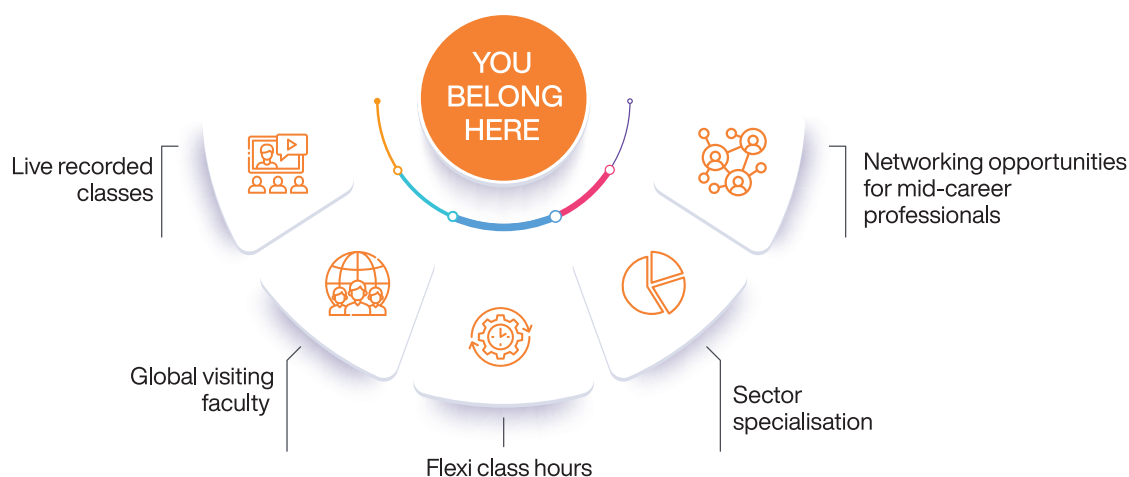 YOU
BELONG
HERE
Live recorded
classes
Networking opportunities
for mid-career
professionals
Global visiting
faculty
Sector
specialisation
Flexi class hours